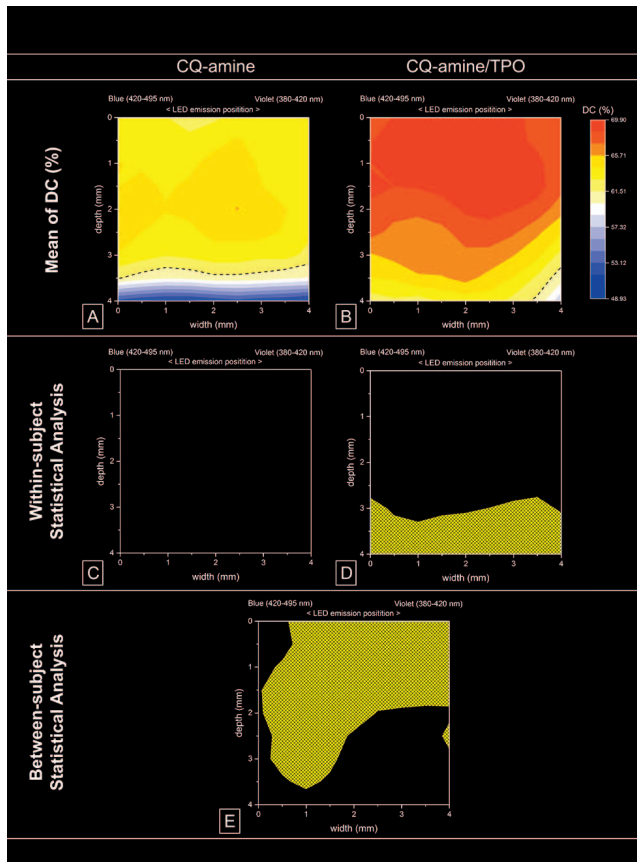 CQ-amine CQ-amine/TPO
Mean of DC (%)
Blue (420-495 nm) Violet (380-420 nm)
< LED emission positition >
0
1
2
3
4
depth (mm)
0 1 2 3 4
width (mm)
A
Blue (420-495 nm) Violet (380-420 nm)
< LED emission positition >
0
1
2
3
4
depth (mm)
0 1 2 3 4
width (mm)
B
DC (%)
69.90
65.71
61.51
57.32
53.12
48.93
Within-subject
Statistical Analysis
Blue (420-495 nm) Violet (380-420 nm)
< LED emission positition >
0
1
2
3
4
depth (mm)
0 1 2 3 4
width (mm)
C
Blue (420-495 nm) Violet (380-420 nm)
< LED emission positition >
0
1
2
3
4
depth (mm)
0 1 2 3 4
width (mm)
D
Between-subject
Statistical Analysis
Blue (420-495 nm) Violet (380-420 nm)
< LED emission positition >
0
1
2
3
4
depth (mm)
0 1 2 3 4
width (mm)
E